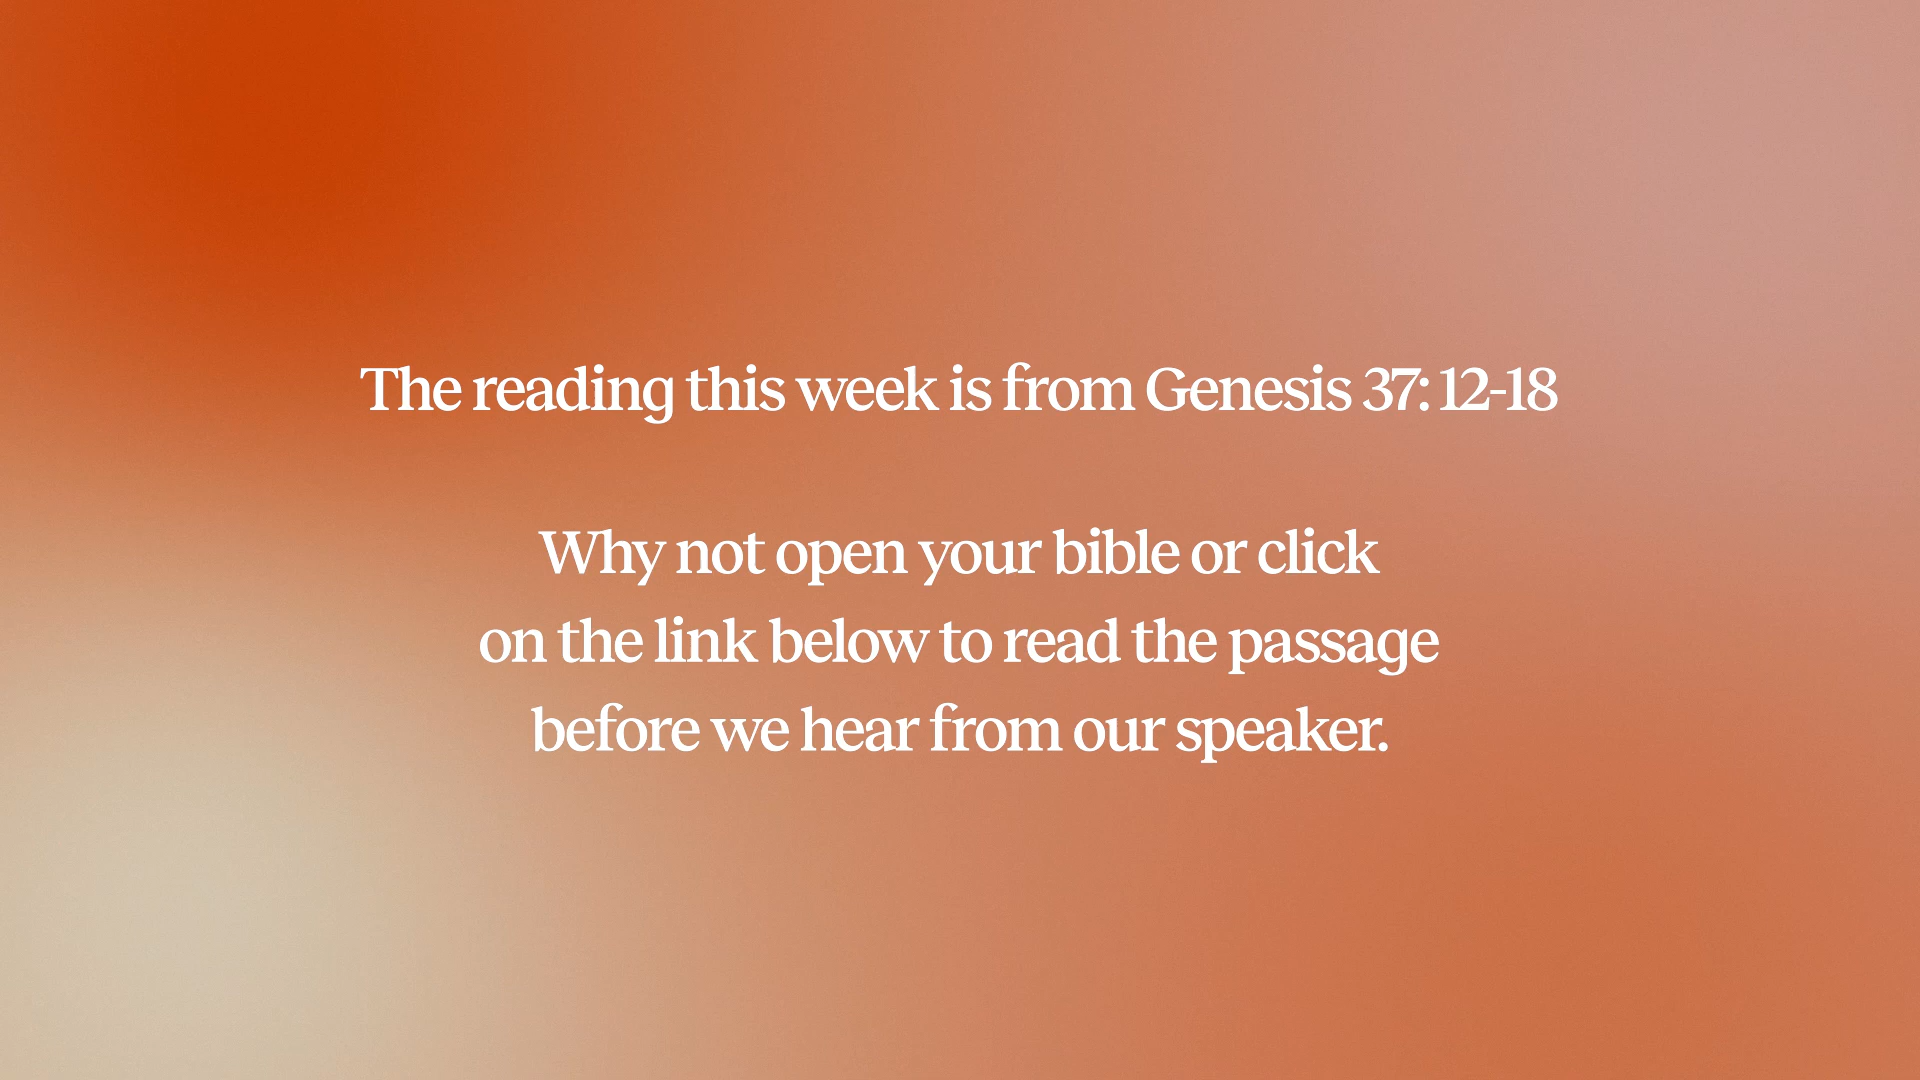 The reading this week is from Genesis 37: 12-18
Why not open your bible or click
on the link below to read the passage
before we hear from our speaker.